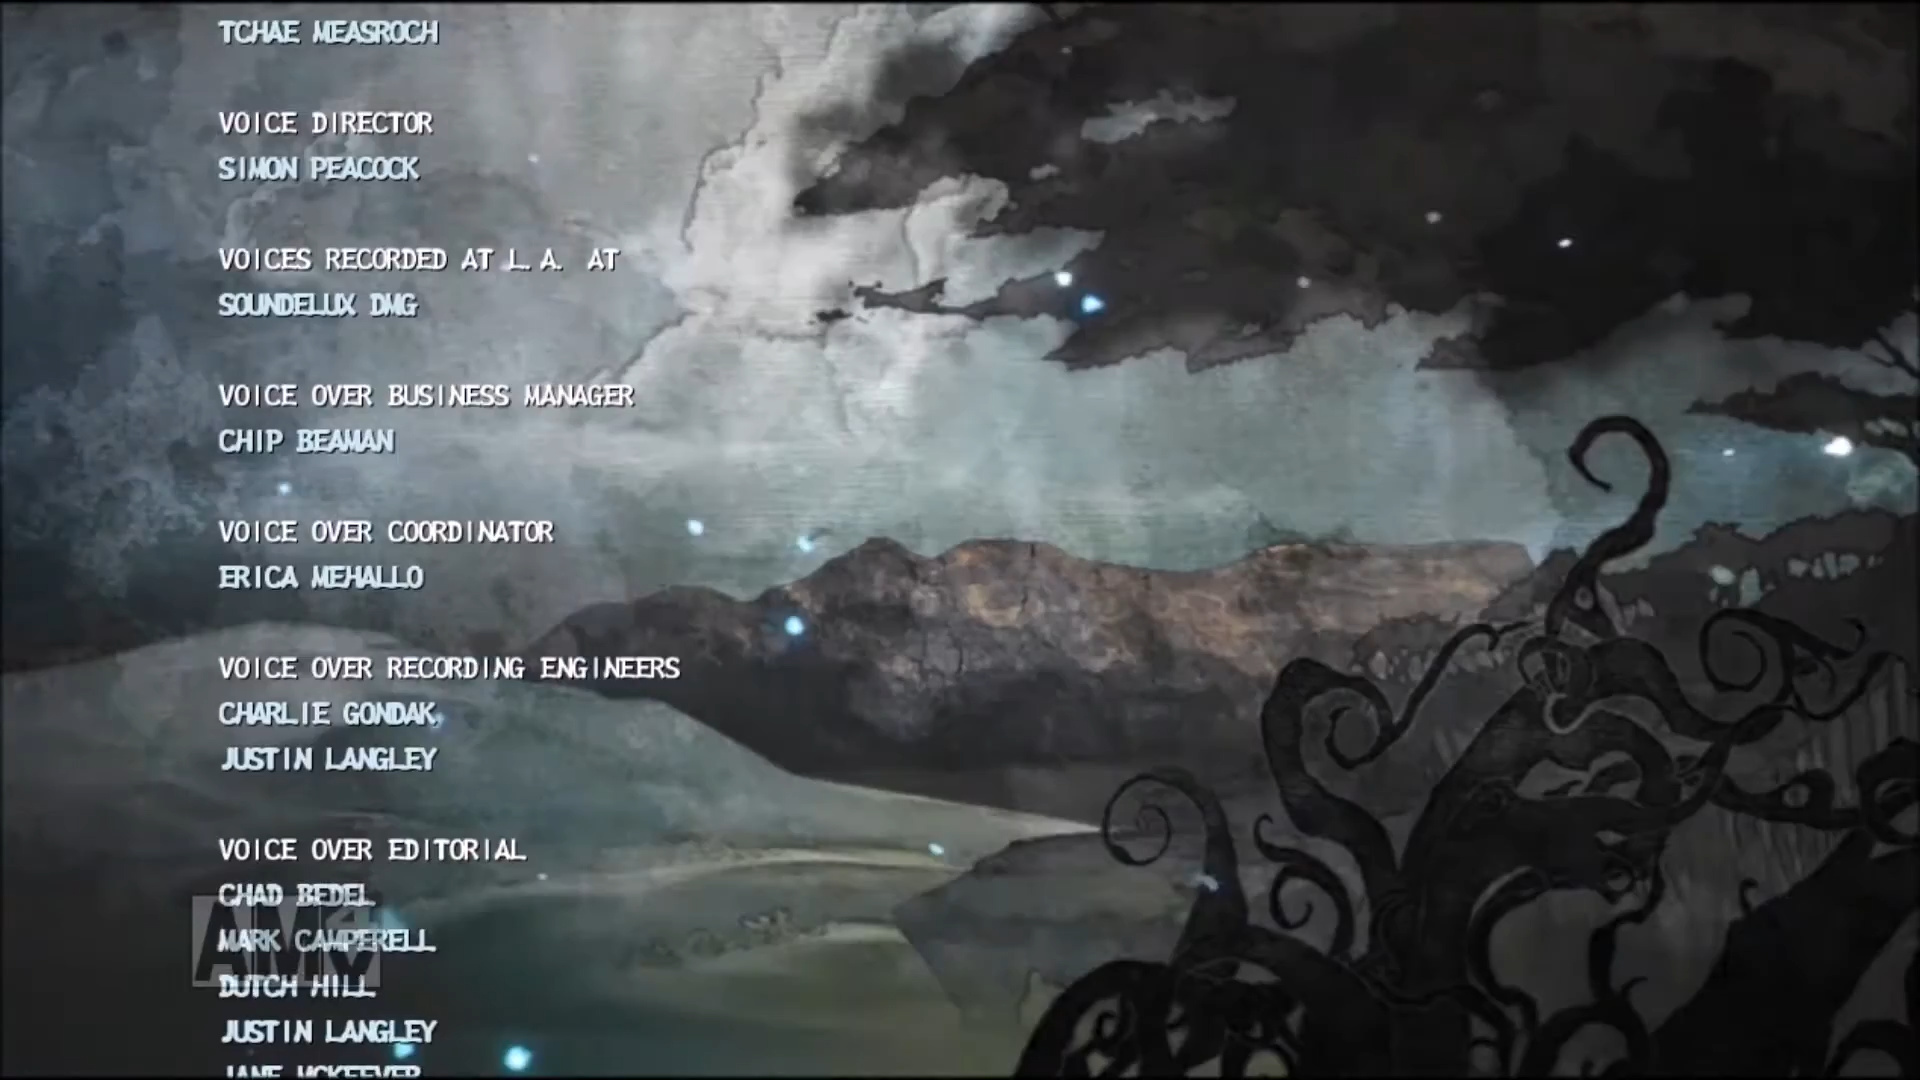 TCHAE MEASROCH
VOICE DIRECTOR
SIMON PEACOCK
VOICES RECORDED AT L.A. AT
SOUNDELUX DMG
VOICE OVER BUSINESS MANAGER
CHIP BEAMAN
VOICE OVER COORDINATOR
ERICA MEHALLO
VOICE OVER RECORDING ENGINEERS
CHARLIE GONDAK
JUSTIN LANGLEY
VOICE OVER EDITORIAL
CHAD BEDEL
MARK CAMPERELL
DUTCH HILL
JUSTIN LANGLEY
JANE MCKEEVER